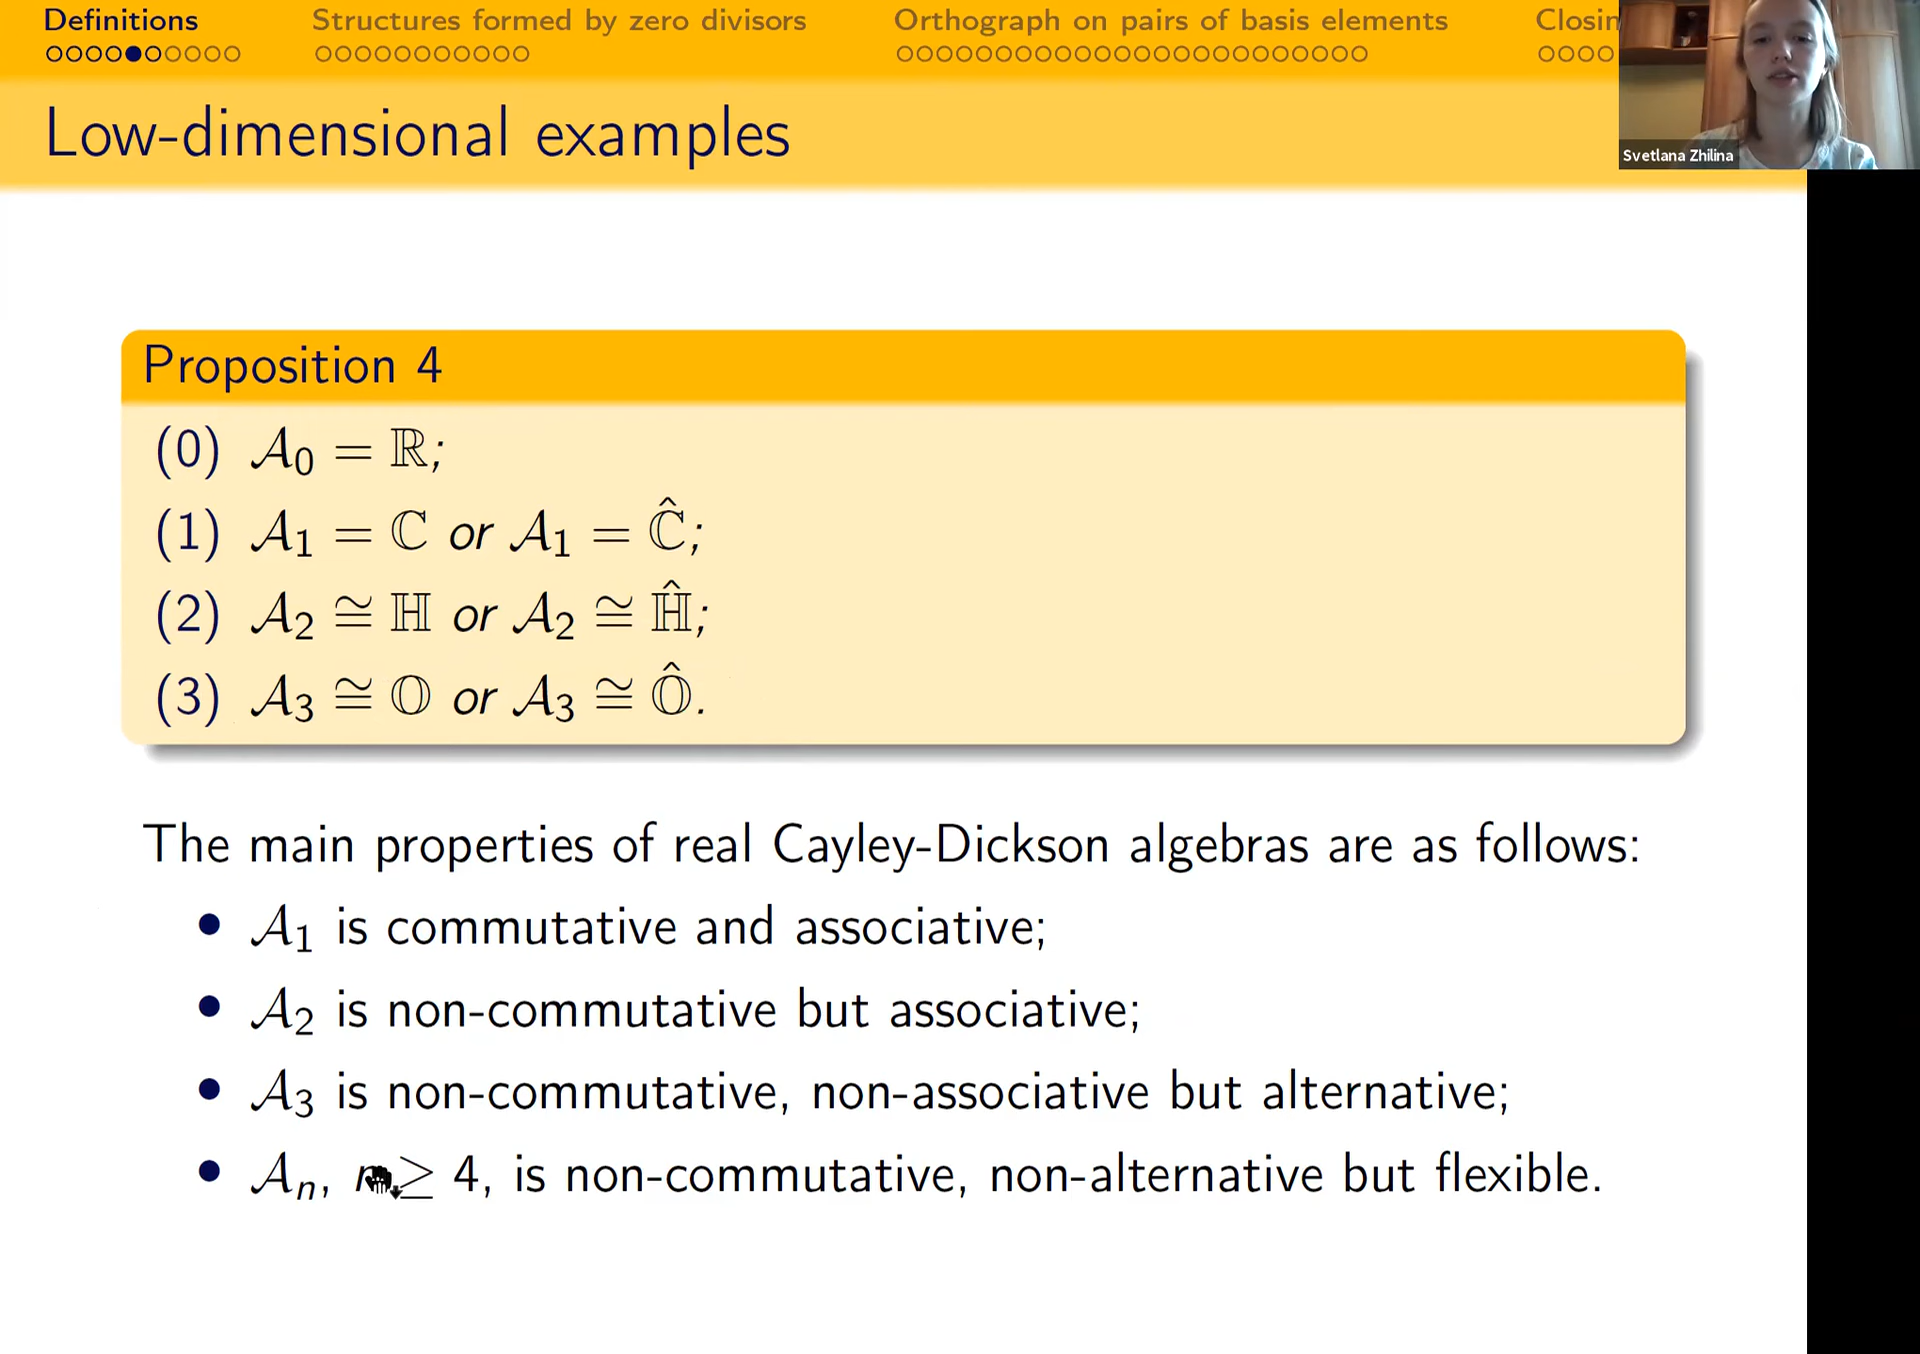 Definitions Structures formed by zero divisors Orthograph on pairs of basis elements
Low-dimensional examples
Svetlana Zhilina
Proposition 4
(0) 𝒜₀ = ℝ;
(1) 𝒜₁ = ℂ or 𝒜₁ = ℂ̂;
(2) 𝒜₂ ≅ ℍ or 𝒜₂ ≅ ℍ̂;
(3) 𝒜₃ ≅ 𝕆 or 𝒜₃ ≅ 𝕆̂.
The main properties of real Cayley-Dickson algebras are as follows:
• 𝒜₁ is commutative and associative;
• 𝒜₂ is non-commutative but associative;
• 𝒜₃ is non-commutative, non-associative but alternative;
• 𝒜ₙ, n ≥ 4, is non-commutative, non-alternative but flexible.